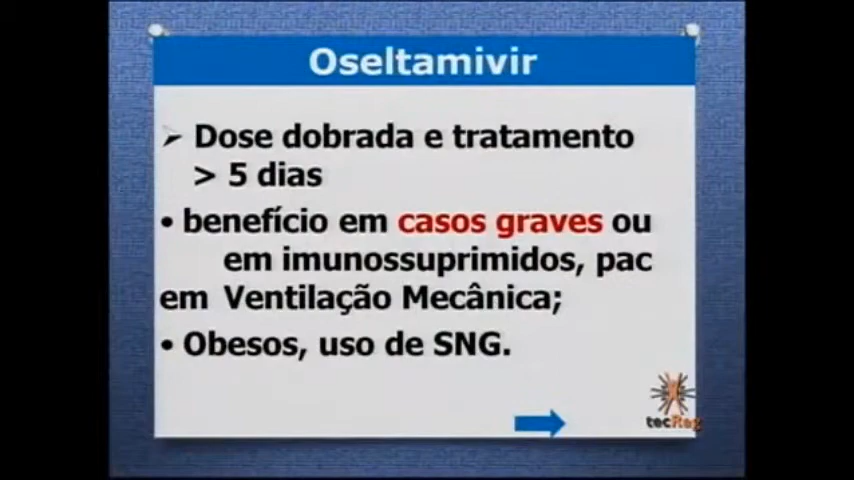 Oseltamivir
➢ Dose dobrada e tratamento
> 5 dias
• benefício em casos graves ou
em imunossuprimidos, pac
em Ventilação Mecânica;
• Obesos, uso de SNG.
tecReg